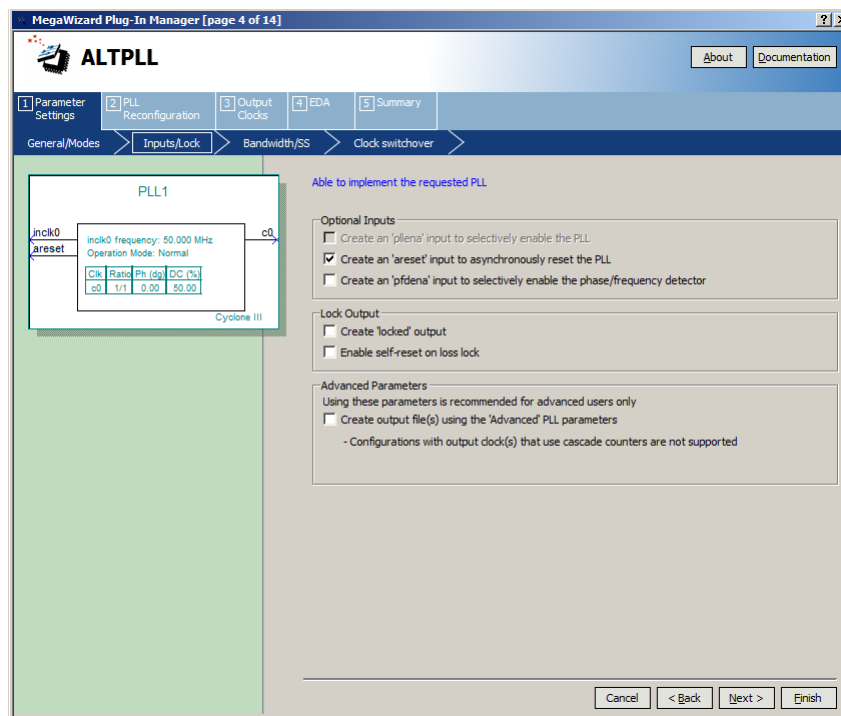 MegaWizard Plug-In Manager [page 4 of 14]
?
ALTPLL
About
Documentation
1 Parameter Settings
2 PLL Reconfiguration
3 Output Clocks
4 EDA
5 Summary
General/Modes
Inputs/Lock
Bandwidth/SS
Clock switchover
PLL1
inclk0
areset
c0
inclk0 frequency: 50.000 MHz
Operation Mode: Normal
Clk Ratio Ph (dg) DC (%)
c0 1/1 0.00 50.00
Cyclone III
Able to implement the requested PLL
Optional Inputs
Create an 'pllena' input to selectively enable the PLL
Create an 'areset' input to asynchronously reset the PLL
Create an 'pfdena' input to selectively enable the phase/frequency detector
Lock Output
Create 'locked' output
Enable self-reset on loss lock
Advanced Parameters
Using these parameters is recommended for advanced users only
Create output file(s) using the 'Advanced' PLL parameters
- Configurations with output clock(s) that use cascade counters are not supported
Cancel
< Back
Next >
Finish